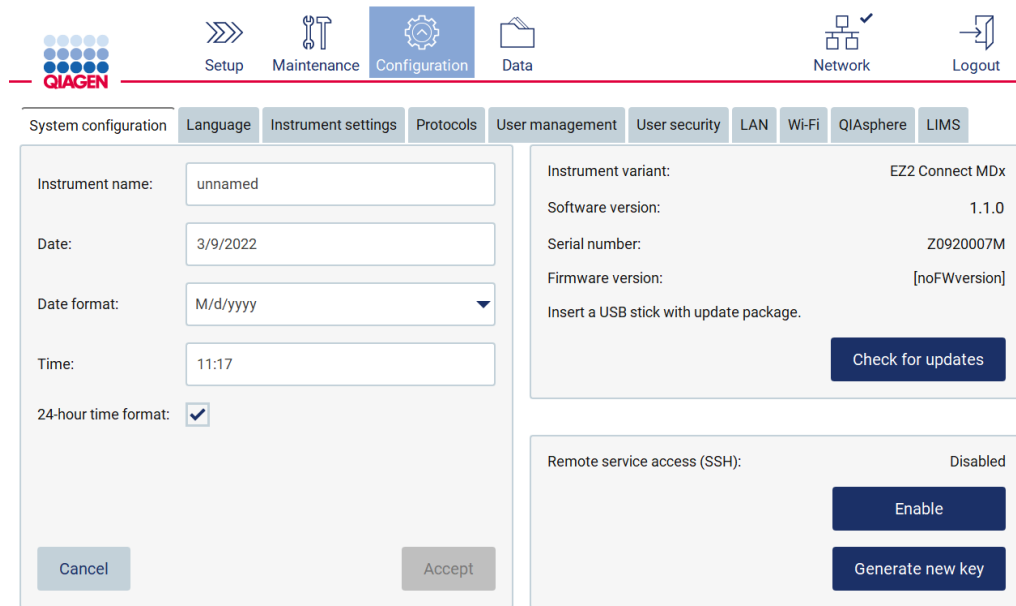 QIAGEN
Setup
Maintenance
Configuration
Data
Network
Logout
System configuration
Language
Instrument settings
Protocols
User management
User security
LAN
Wi-Fi
QIAsphere
LIMS
Instrument name:
unnamed
Date:
3/9/2022
Date format:
M/d/yyyy
Time:
11:17
24-hour time format:
Cancel
Accept
Instrument variant:
EZ2 Connect MDx
Software version:
1.1.0
Serial number:
Z0920007M
Firmware version:
[noFWversion]
Insert a USB stick with update package.
Check for updates
Remote service access (SSH):
Disabled
Enable
Generate new key